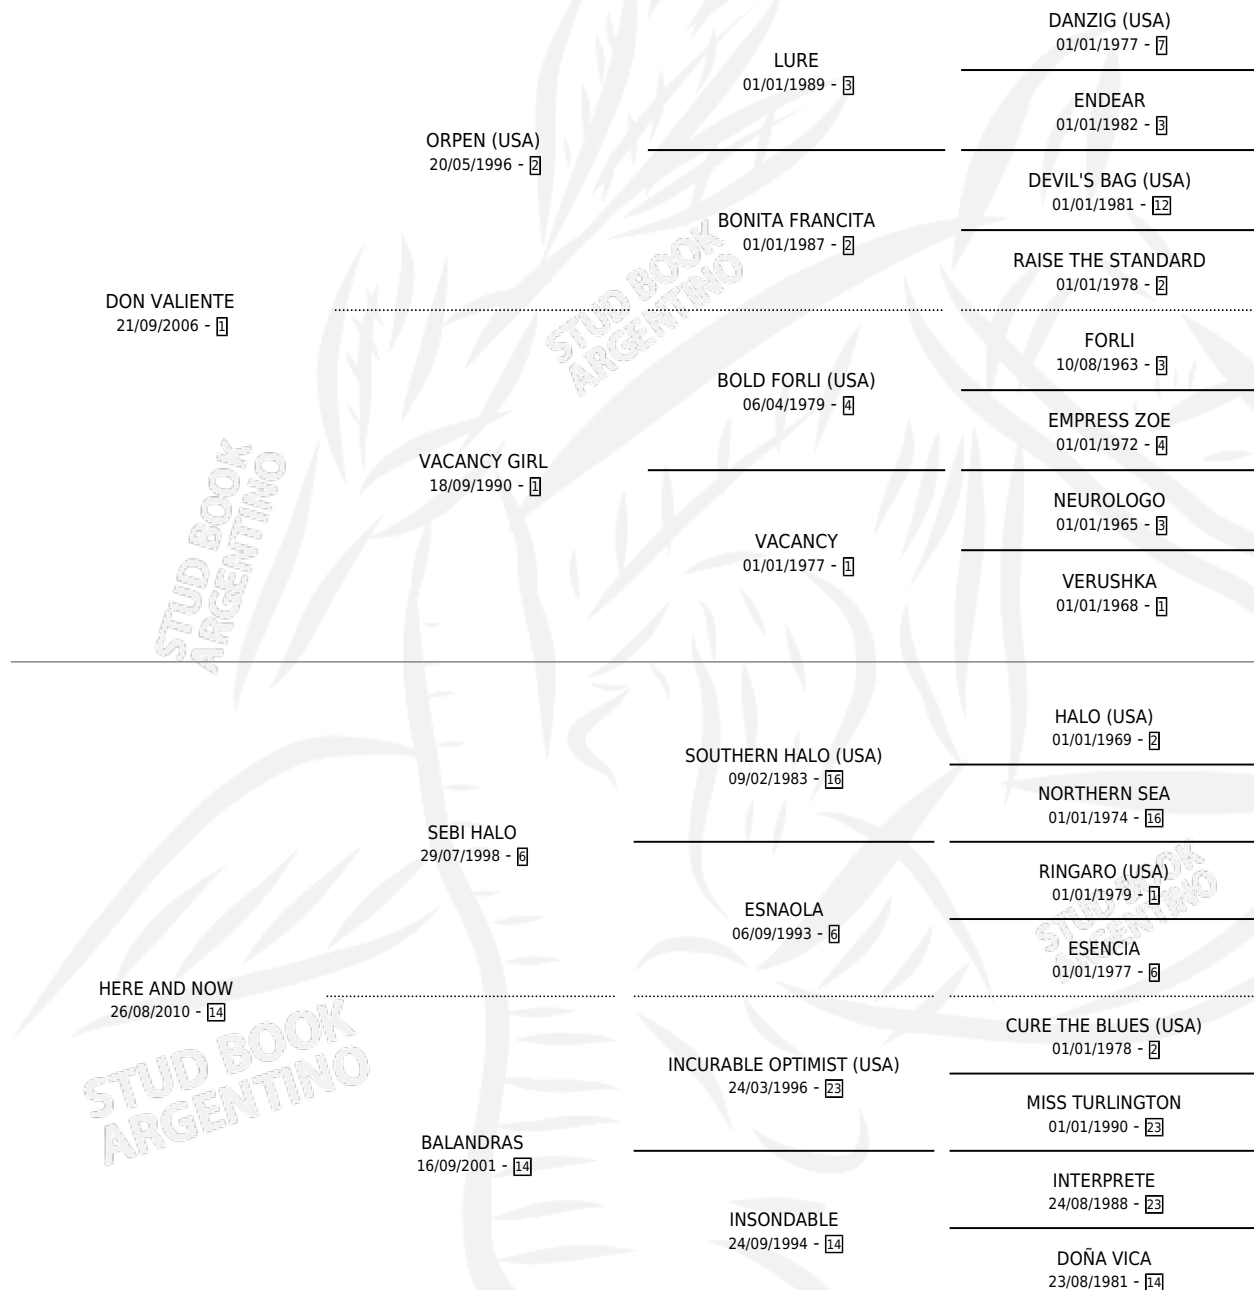 DANZIG (USA)
01/01/1977 - 7
LURE
01/01/1989 - 3
ENDEAR
01/01/1982 - 3
ORPEN (USA)
20/05/1996 - 2
DEVIL'S BAG (USA)
01/01/1981 - 12
BONITA FRANCITA
01/01/1987 - 2
RAISE THE STANDARD
01/01/1978 - 2
DON VALIENTE
21/09/2006 - 1
FORLI
10/08/1963 - 3
BOLD FORLI (USA)
06/04/1979 - 4
EMPRESS ZOE
01/01/1972 - 4
VACANCY GIRL
18/09/1990 - 1
NEUROLOGO
01/01/1965 - 3
VACANCY
01/01/1977 - 1
VERUSHKA
01/01/1968 - 1
HALO (USA)
01/01/1969 - 2
SOUTHERN HALO (USA)
09/02/1983 - 16
NORTHERN SEA
01/01/1974 - 16
SEBI HALO
29/07/1998 - 6
RINGARO (USA)
01/01/1979 - 1
ESNAOLA
06/09/1993 - 6
ESENCIA
01/01/1977 - 6
HERE AND NOW
26/08/2010 - 14
CURE THE BLUES (USA)
01/01/1978 - 2
INCURABLE OPTIMIST (USA)
24/03/1996 - 23
MISS TURLINGTON
01/01/1990 - 23
BALANDRAS
16/09/2001 - 14
INTERPRETE
24/08/1988 - 23
INSONDABLE
24/09/1994 - 14
DOÑA VICA
23/08/1981 - 14
STUD BOOK
ARGENTINO
STUD BOOK
ARGENTINO
STUD BOOK
ARGENTINO
STUD BOOK
ARGENTINO